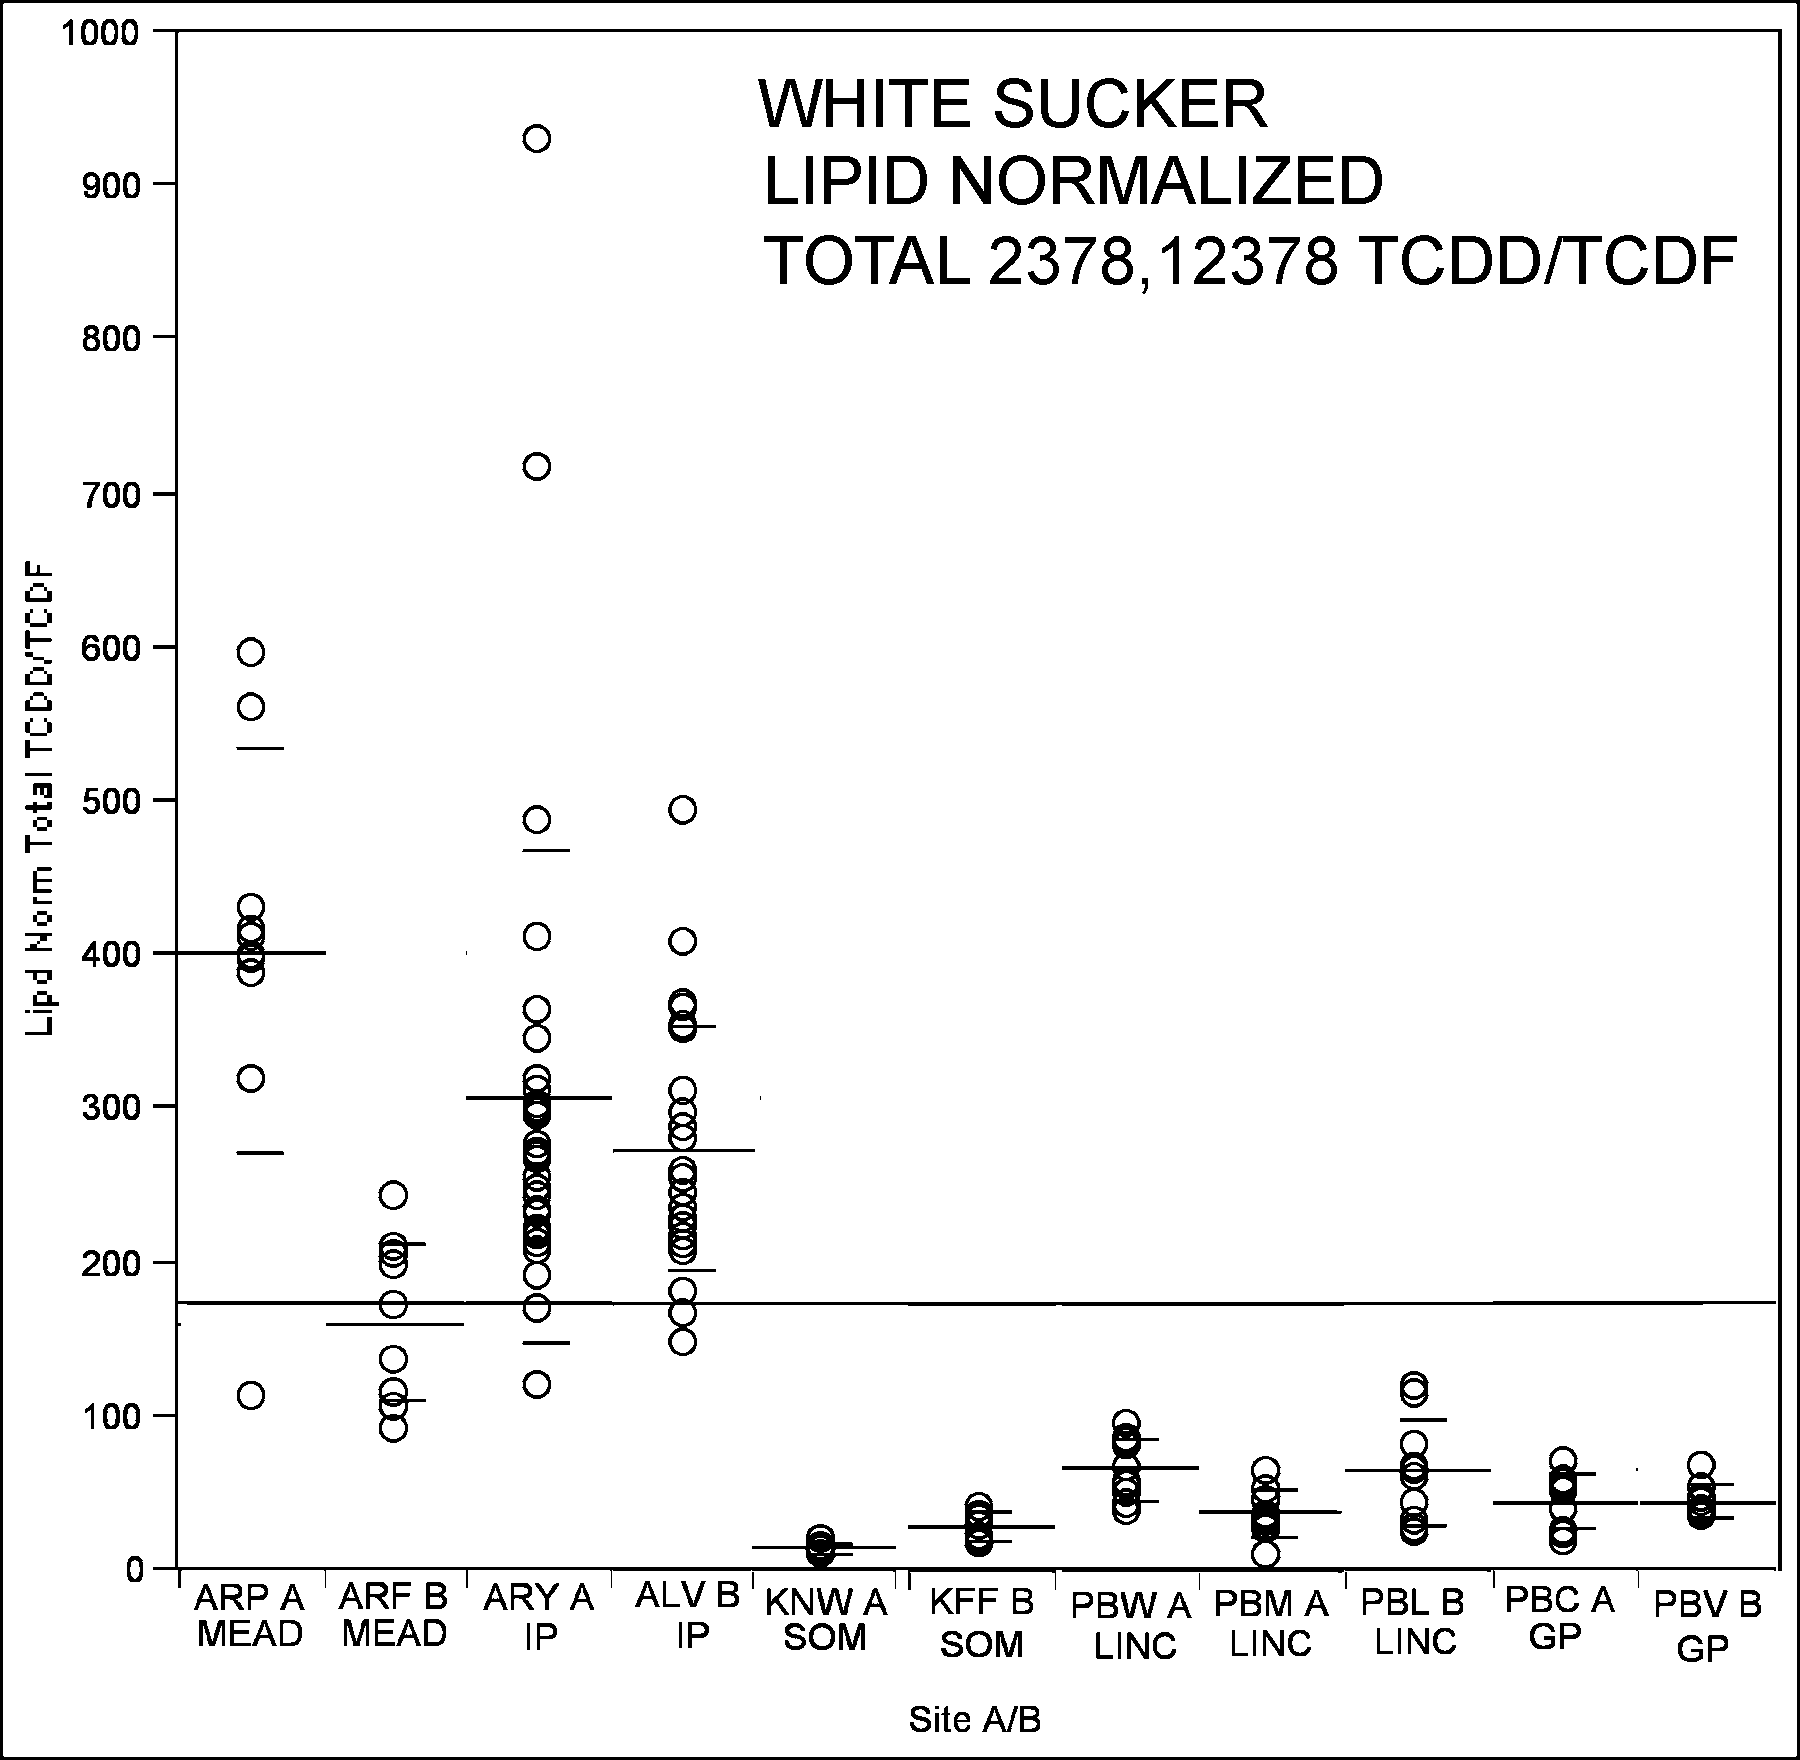 WHITE SUCKER
LIPID NORMALIZED
TOTAL 2378,12378 TCDD/TCDF
1000
900
800
700
600
500
400
300
200
100
0
Lipd Norm Total TCDD/TCDF
ARP A
MEAD
ARF B
MEAD
ARY A
IP
ALV B
IP
KNW A
SOM
KFF B
SOM
PBW A
LINC
PBM A
LINC
PBL B
LINC
PBC A
GP
PBV B
GP
Site A/B